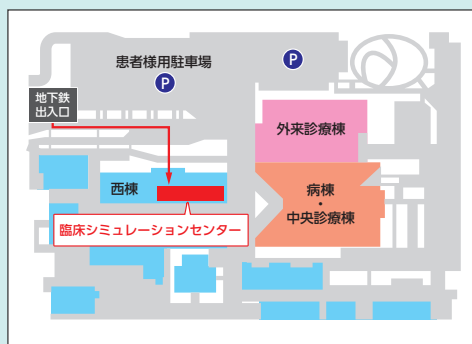 患者様用駐車場
P
P
地下鉄
出入口
外来診療棟
西棟
病棟
・
中央診療棟
臨床シミュレーションセンター